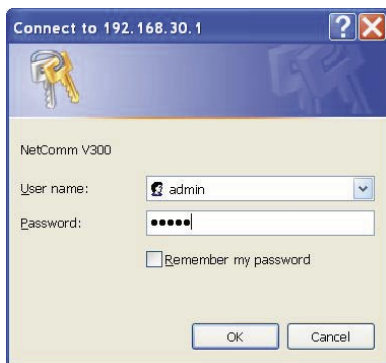 Connect to 192.168.30.1
NetComm V300
User name:
admin
Password:
•••••
Remember my password
OK
Cancel